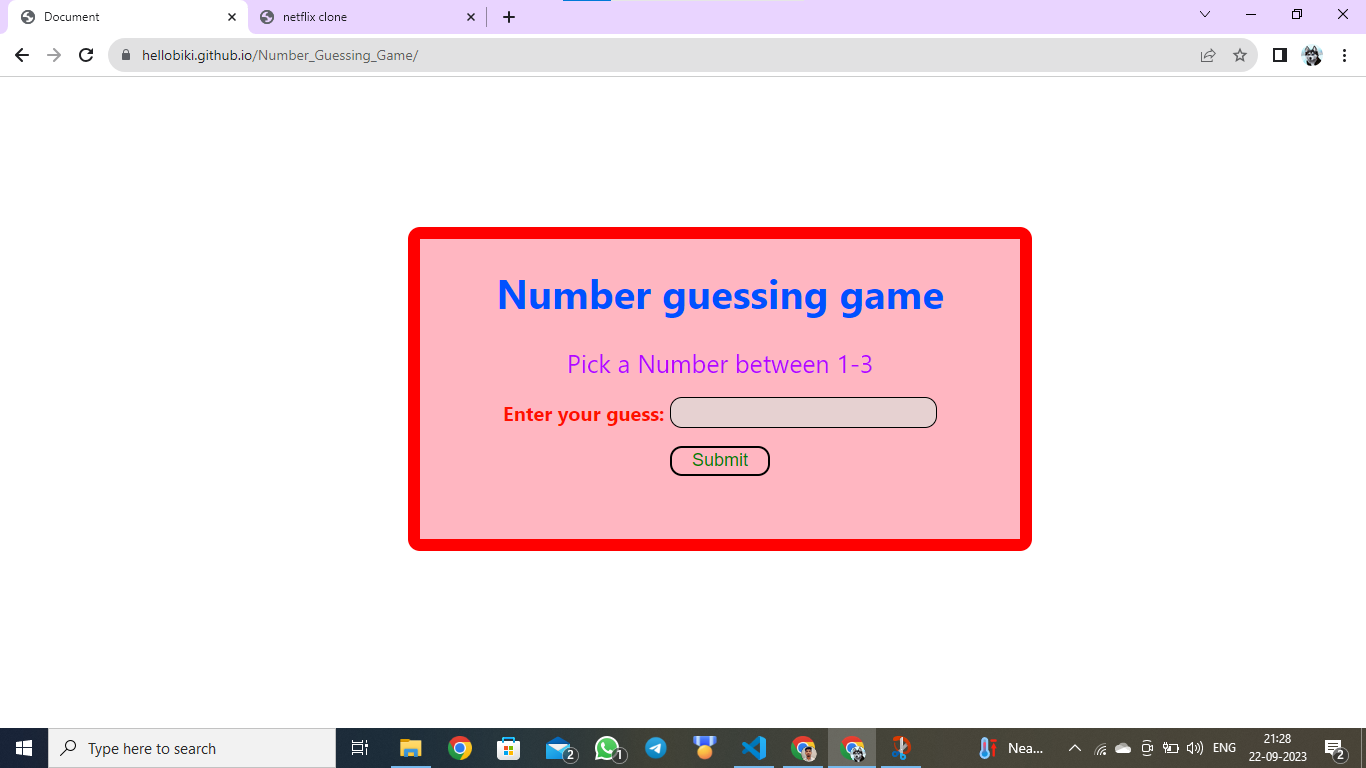 Document
netflix clone
hellobiki.github.io/Number_Guessing_Game/
Number guessing game
Pick a Number between 1-3
Enter your guess:
Submit
Type here to search
2
1
Nea...
ENG
21:28
22-09-2023
2